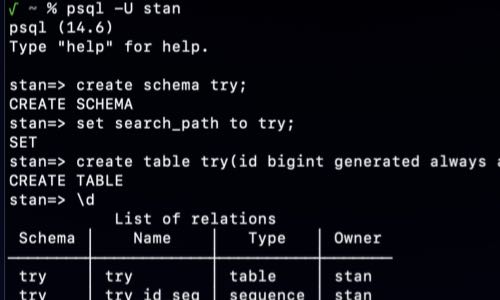 √ ~ % psql -U stan
psql (14.6)
Type "help" for help.
stan=> create schema try;
CREATE SCHEMA
stan=> set search_path to try;
SET
stan=> create table try(id bigint generated always
CREATE TABLE
stan=> \d
List of relations
Schema | Name | Type | Owner
try | try | table | stan
try | try_id_seq | sequence | stan